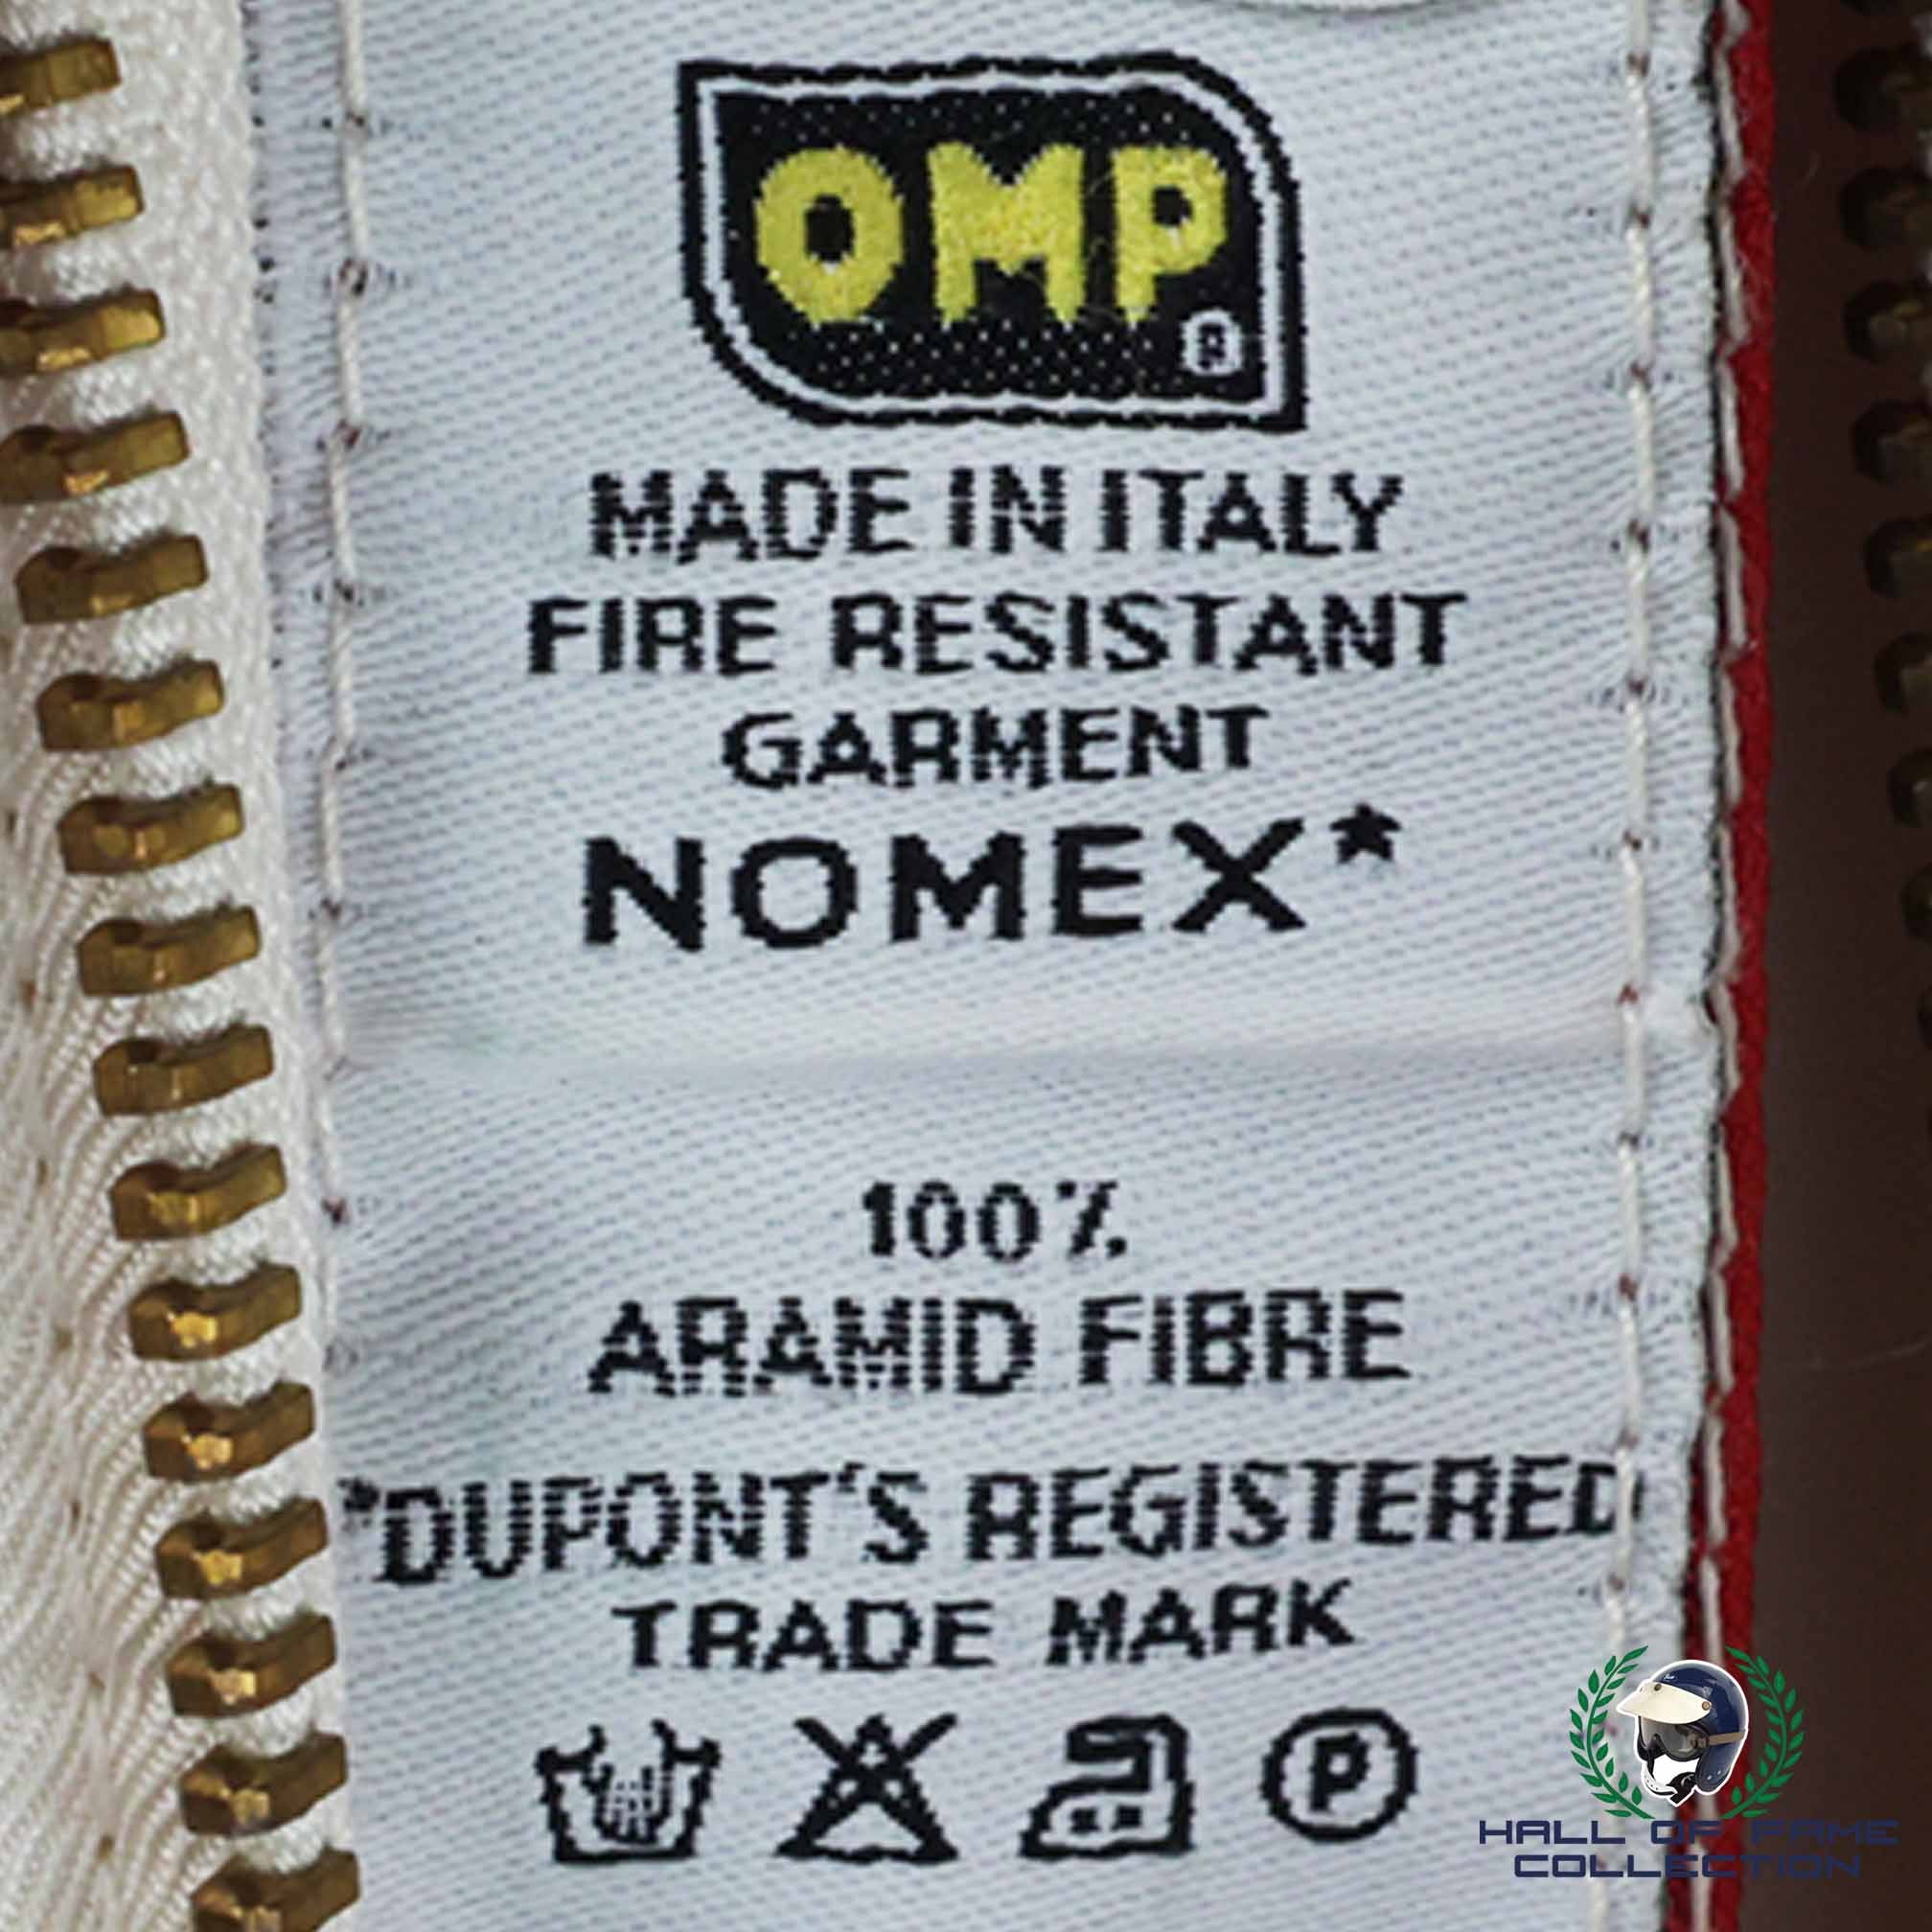 OMP
®
MADE IN ITALY
FIRE RESISTANT
GARMENT
NOMEX*
100%
ARAMID FIBRE
*DUPONT'S REGISTERED
TRADE MARK
P
HALL OF FAME
COLLECTION